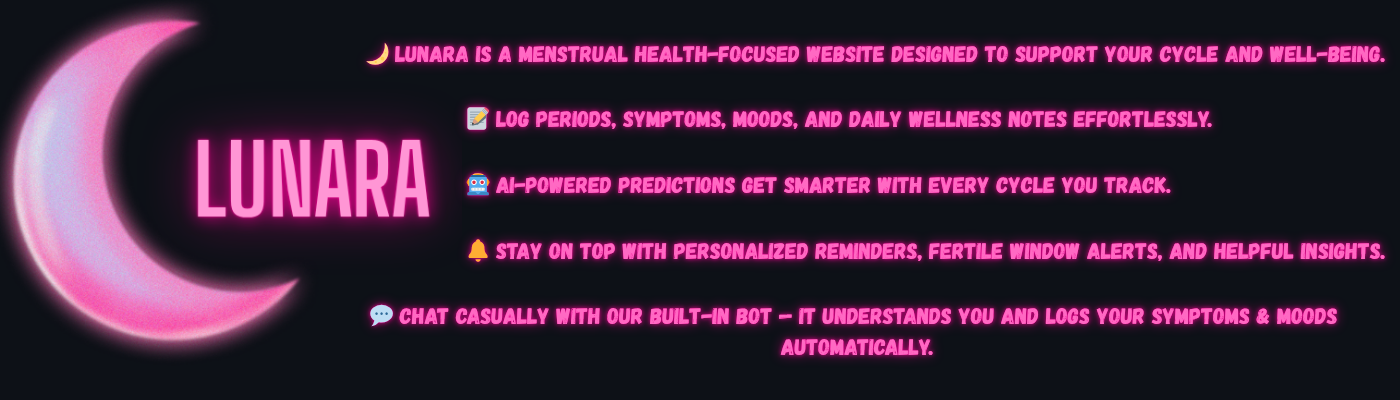 LUNARA
🌙 LUNARA IS A MENSTRUAL HEALTH-FOCUSED WEBSITE DESIGNED TO SUPPORT YOUR CYCLE AND WELL-BEING.
📝 LOG PERIODS, SYMPTOMS, MOODS, AND DAILY WELLNESS NOTES EFFORTLESSLY.
🤖 AI-POWERED PREDICTIONS GET SMARTER WITH EVERY CYCLE YOU TRACK.
🔔 STAY ON TOP WITH PERSONALIZED REMINDERS, FERTILE WINDOW ALERTS, AND HELPFUL INSIGHTS.
💬 CHAT CASUALLY WITH OUR BUILT-IN BOT – IT UNDERSTANDS YOU AND LOGS YOUR SYMPTOMS & MOODS
AUTOMATICALLY.